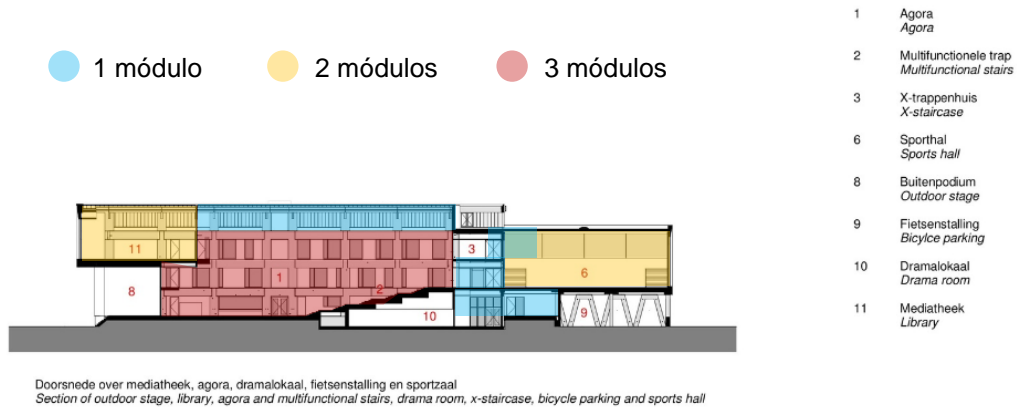 1 módulo
2 módulos
3 módulos
1 Agora
Agora
2 Multifunctionele trap
Multifunctional stairs
3 X-trappenhuis
X-staircase
6 Sporthal
Sports hall
8 Buitenpodium
Outdoor stage
9 Fietsenstalling
Bicylce parking
10 Dramalokaal
Drama room
11 Mediatheek
Library
11
3
1
6
8
2
10
9
Doorsnede over mediatheek, agora, dramalokaal, fietsenstalling en sportzaal
Section of outdoor stage, library, agora and multifunctional stairs, drama room, x-staircase, bicycle parking and sports hall